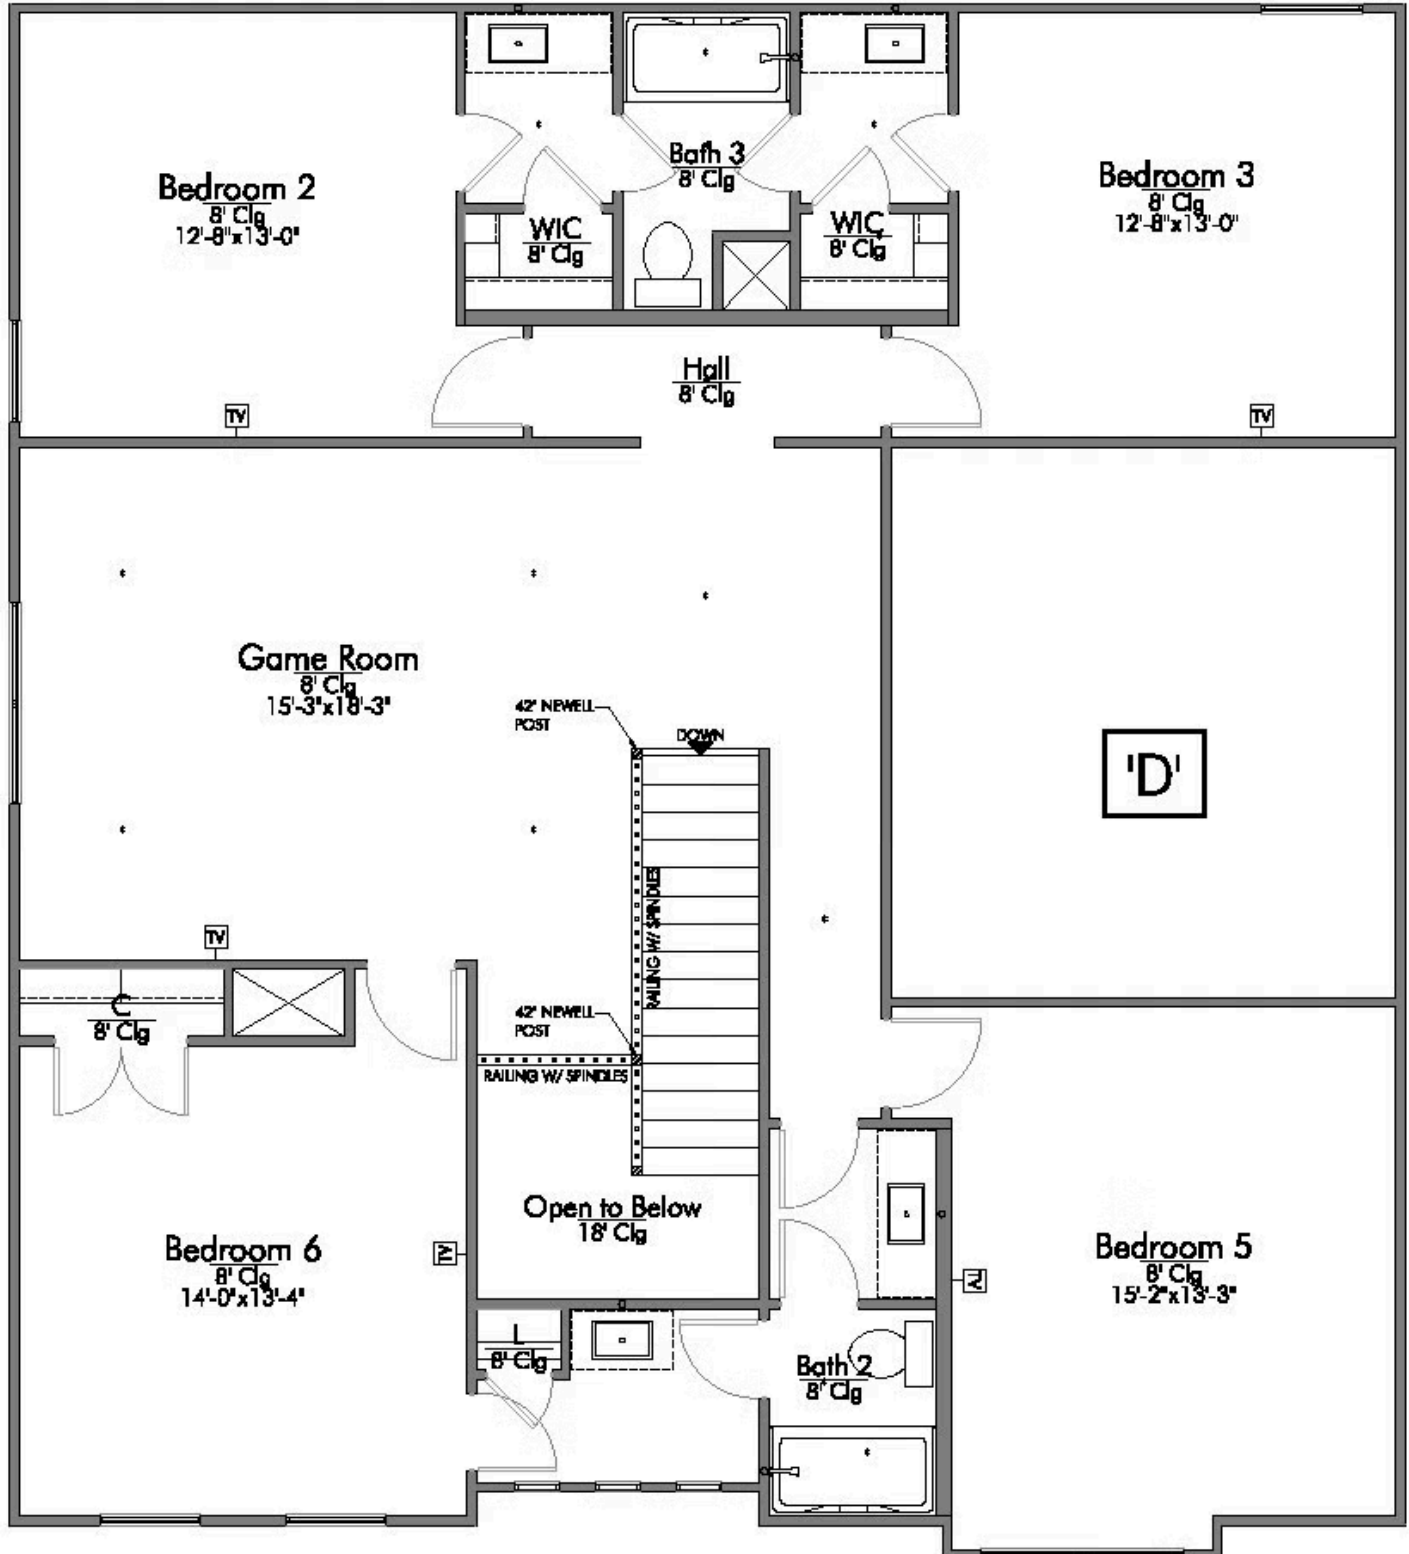 Bedroom 2
8' Clg
12'-8"x13'-0"
WIC
8' Clg
Bath 3
8' Clg
WIC
8' Clg
Bedroom 3
8' Clg
12'-8"x13'-0"
Hall
8' Clg
TV
TV
Game Room
8' Clg
15'-3"x18'-3"
42" NEWELL
POST
DOWN
'D'
RAILING W/ SPINDLES
TV
C
8' Clg
42" NEWELL
POST
RAILING W/ SPINDLES
Open to Below
18' Clg
Bedroom 6
8' Clg
14'-0"x13'-4"
TV
Bedroom 5
8' Clg
15'-2"x13'-3"
TV
L
8' Clg
Bath 2
8' Clg